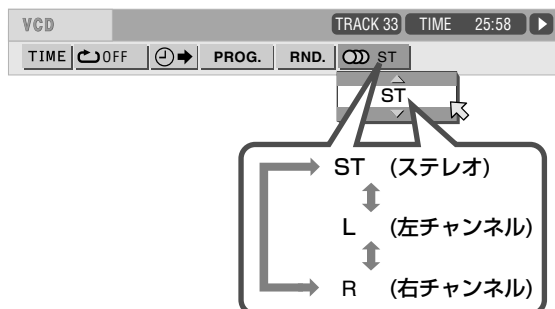 VCD TRACK 33 TIME 25:58
TIME OFF PROG. RND. ST
ST
ST (ステレオ)
L (左チャンネル)
R (右チャンネル)